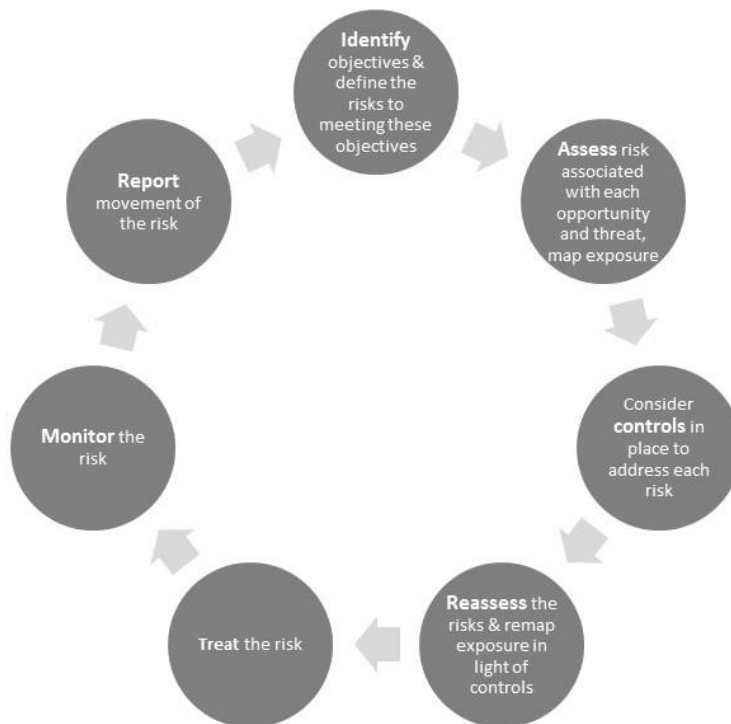 Identify
objectives &
define the
risks to
meeting these
objectives
Assess risk
associated
with each
opportunity
and threat,
map exposure
Consider
controls in
place to
address each
risk
Reassess the
risks & remap
exposure in
light of
controls
Treat the risk
Monitor the
risk
Report
movement of
the risk